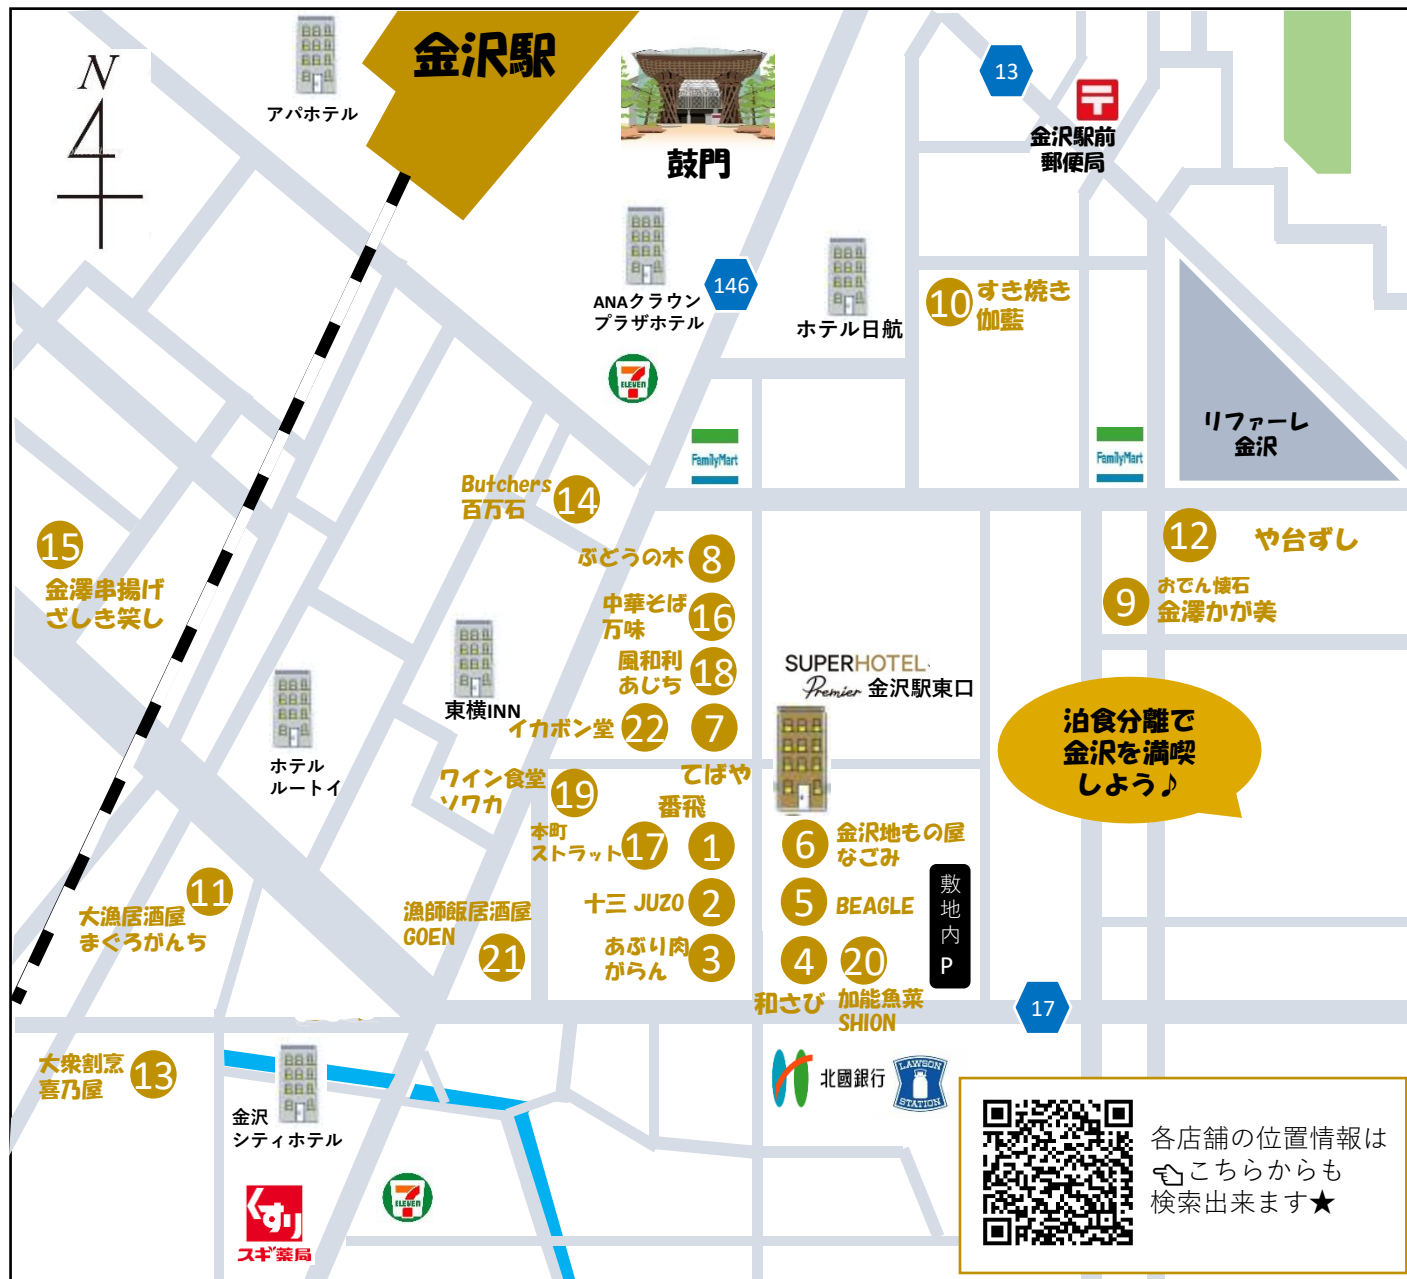 金沢駅
N
アパホテル
鼓門
13
金沢駅前
郵便局
ANAクラウン
プラザホテル
146
ホテル日航
10
すき焼き
伽藍
7
ELEVEN
リファーレ
金沢
FamilyMart
FamilyMart
Butchers
百万石
14
15
金澤串揚げ
ざしき笑し
ぶどうの木
8
12
や台ずし
中華そば
万味
16
9
おでん懐石
金澤かが美
風和利
あじち
18
SUPERHOTEL
Premier 金沢駅東口
東横INN
イカボン堂
22
7
てばや
泊食分離で
金沢を満喫
しよう♪
ホテル
ルートイ
ワイン食堂
ソワカ
19
番飛
1
本町
ストラット
17
6
金沢地もの屋
なごみ
11
大漁居酒屋
まぐろがんち
漁師飯居酒屋
GOEN
21
十三 JUZO
2
5
BEAGLE
敷地内P
あぶり肉
がらん
3
4
和さび
20
加能魚菜
SHION
17
大衆割烹
喜乃屋
13
金沢
シティホテル
北國銀行
LAWSON
STATION
7
ELEVEN
くすり
スギ薬局
各店舗の位置情報は
☜こちらからも
検索出来ます★